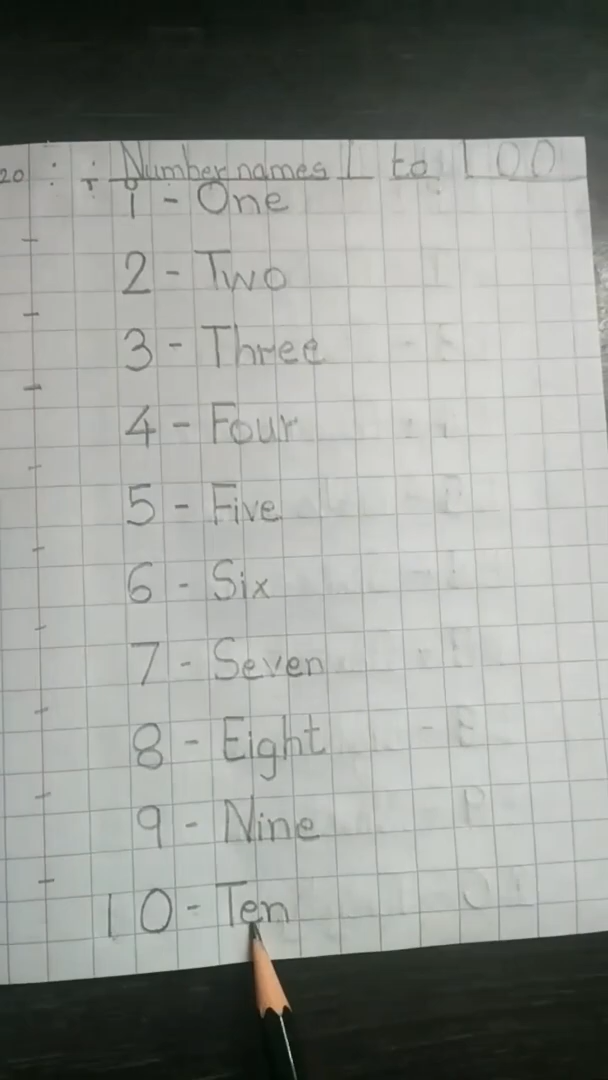 20 Number names 1 to 100
1 - One
2 - Two
3 - Three
4 - Four
5 - Five
6 - Six
7 - Seven
8 - Eight
9 - Nine
10 - Ten